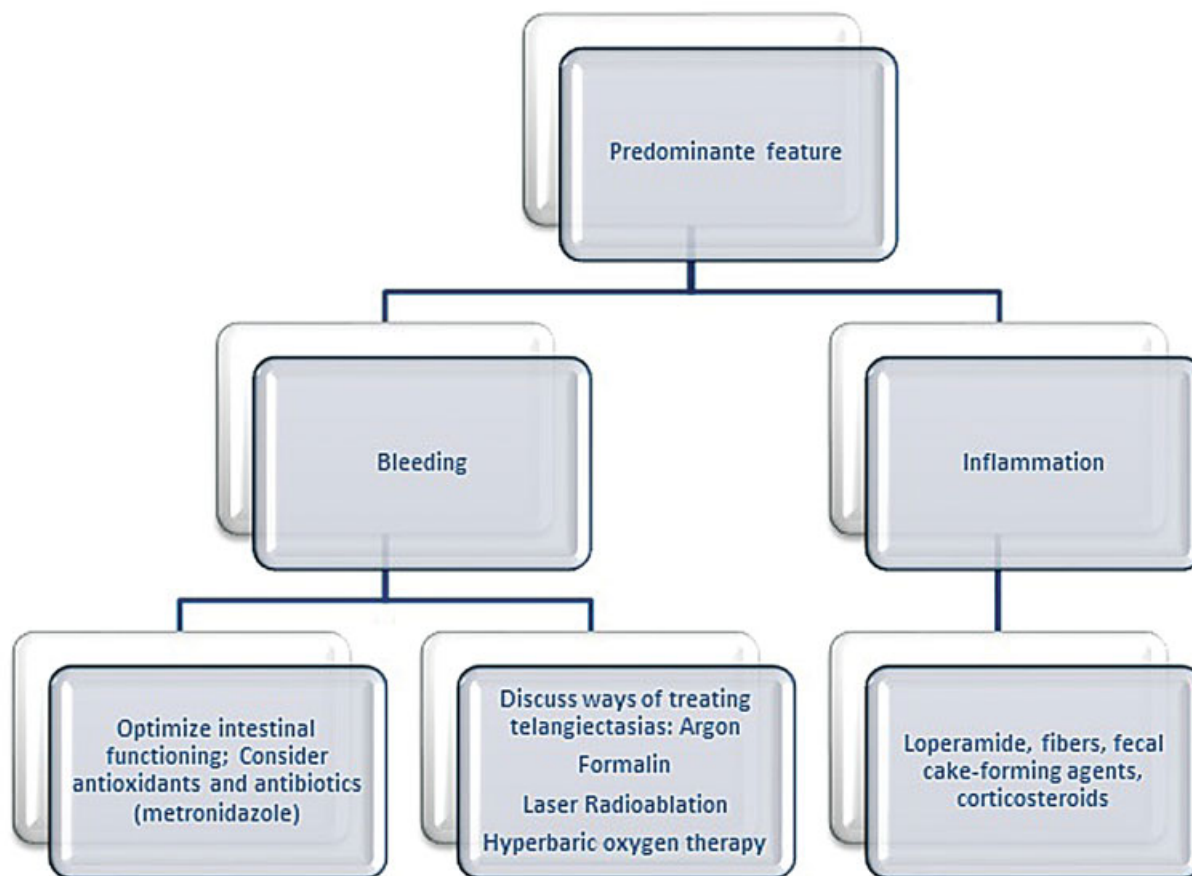 Predominante feature
Bleeding
Inflammation
Optimize intestinal
functioning; Consider
antioxidants and antibiotics
(metronidazole)
Discuss ways of treating
telangiectasias: Argon
Formalin
Laser Radioablation
Hyperbaric oxygen therapy
Loperamide, fibers, fecal
cake-forming agents,
corticosteroids